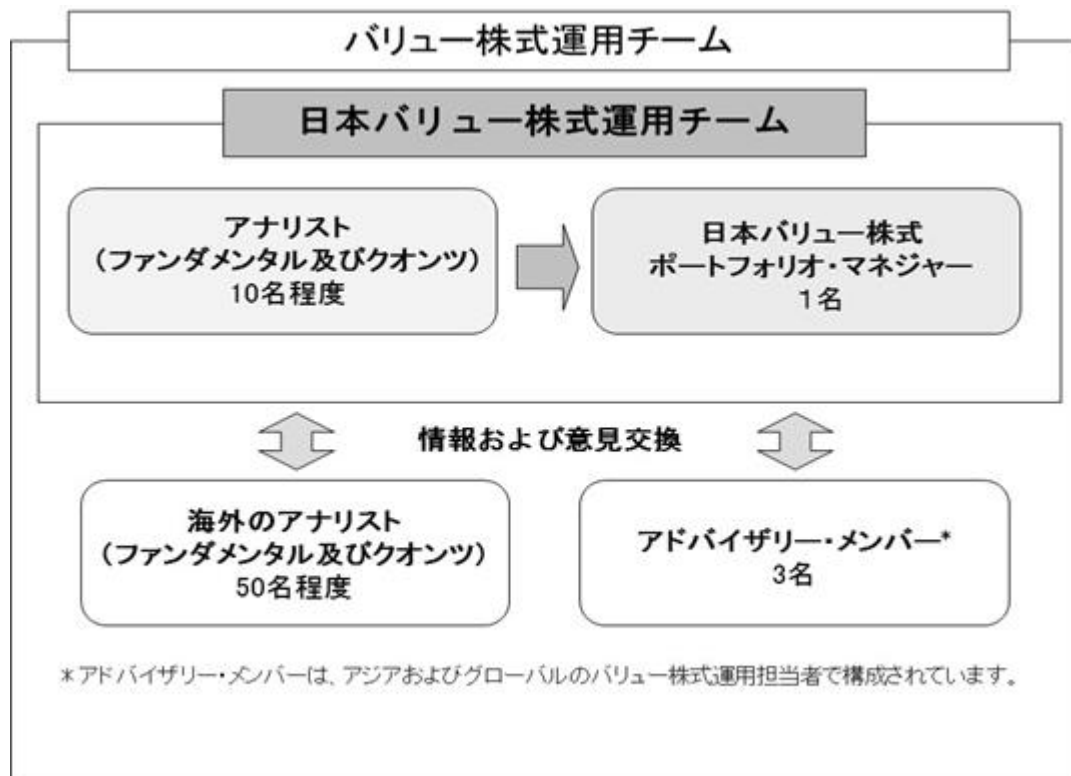 バリュー株式運用チーム
日本バリュー株式運用チーム
アナリスト
（ファンダメンタル及びクオンツ）
10名程度
日本バリュー株式
ポートフォリオ・マネジャー
１名
情報および意見交換
海外のアナリスト
（ファンダメンタル及びクオンツ）
50名程度
アドバイザリー・メンバー*
3名
*アドバイザリー・メンバーは、アジアおよびグローバルのバリュー株式運用担当者で構成されています。